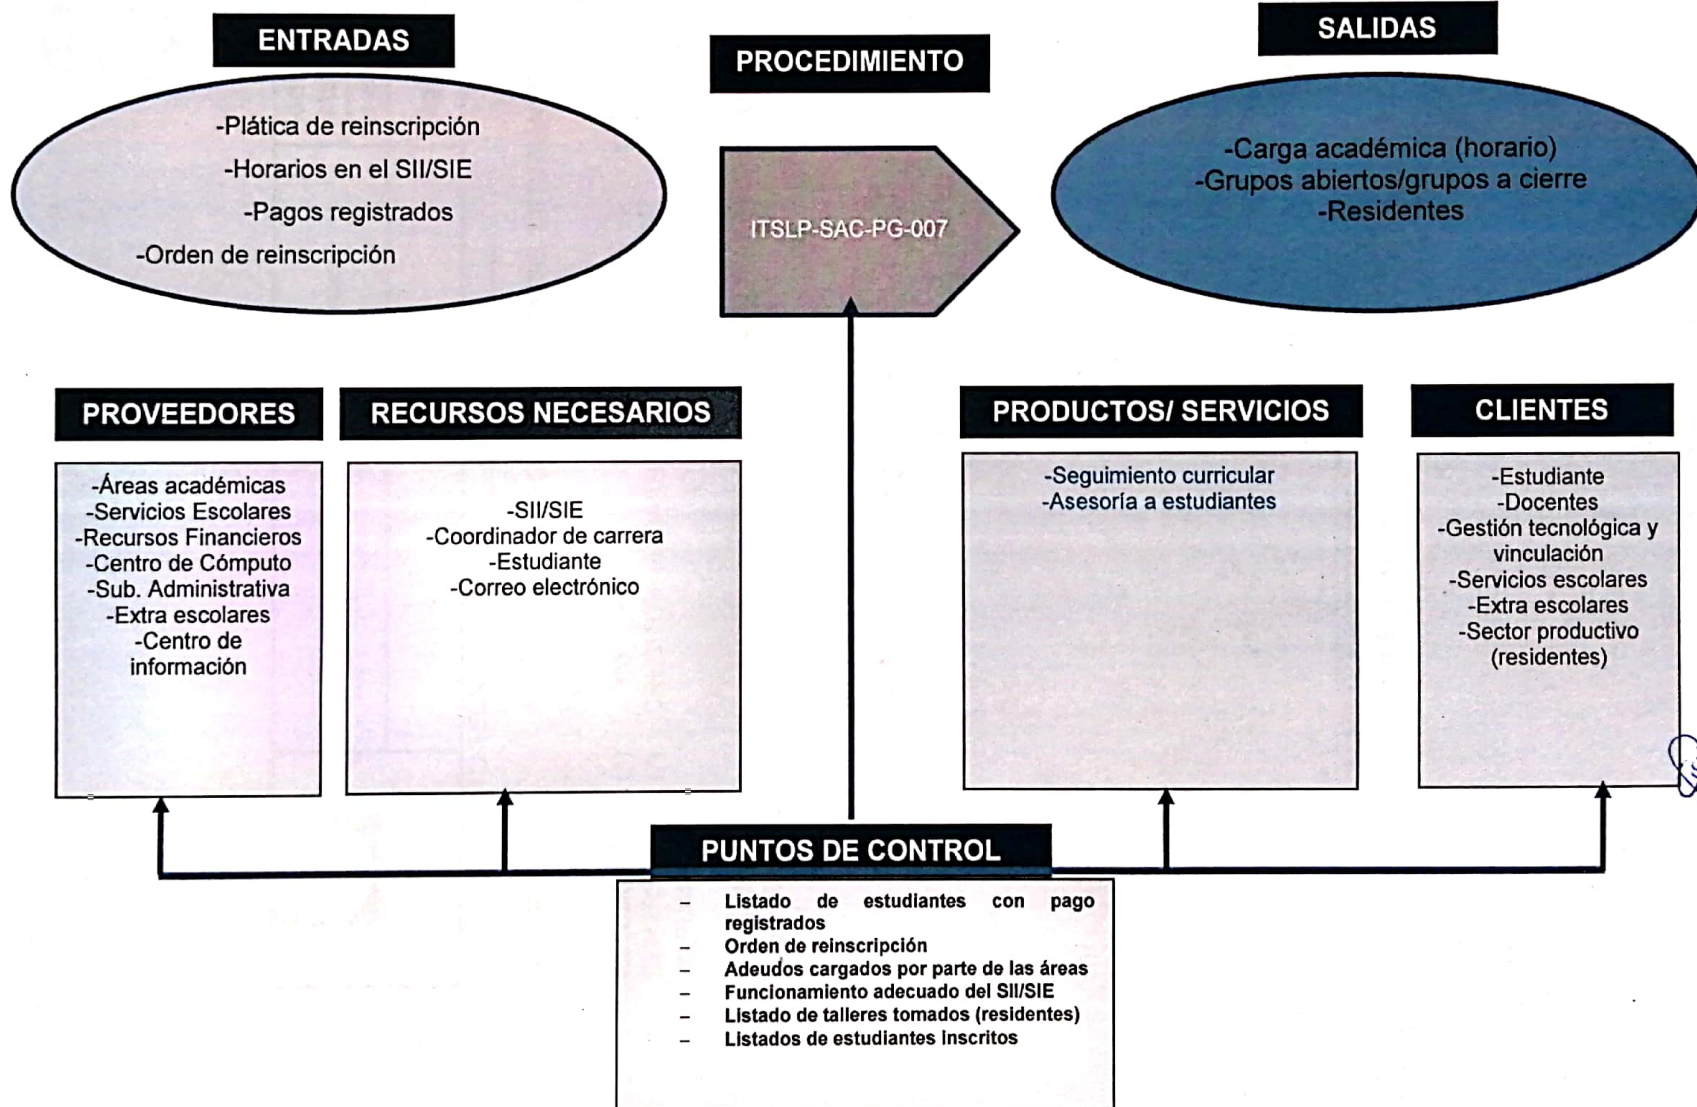 ENTRADAS
-Plática de reinscripción
-Horarios en el SII/SIE
-Pagos registrados
-Orden de reinscripción
PROCEDIMIENTO
ITSLP-SAC-PG-007
SALIDAS
-Carga académica (horario)
-Grupos abiertos/grupos a cierre
-Residentes
PROVEEDORES
-Áreas académicas
-Servicios Escolares
-Recursos Financieros
-Centro de Cómputo
-Sub. Administrativa
-Extra escolares
-Centro de
información
RECURSOS NECESARIOS
-SII/SIE
-Coordinador de carrera
-Estudiante
-Correo electrónico
PRODUCTOS/ SERVICIOS
-Seguimiento curricular
-Asesoría a estudiantes
CLIENTES
-Estudiante
-Docentes
-Gestión tecnológica y
vinculación
-Servicios escolares
-Extra escolares
-Sector productivo
(residentes)
PUNTOS DE CONTROL
– Listado de estudiantes con pago
registrados
– Orden de reinscripción
– Adeudos cargados por parte de las áreas
– Funcionamiento adecuado del SII/SIE
– Listado de talleres tomados (residentes)
– Listados de estudiantes inscritos